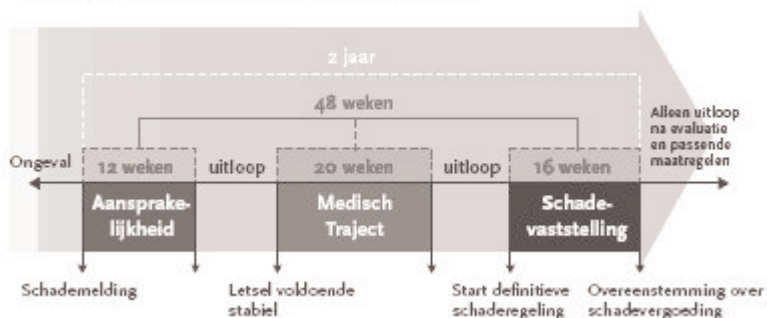 2 jaar
48 weken
Alleen uitloop
na evaluatie
en passende
maatregelen
Ongeval
12 weken
uitloop
20 weken
uitloop
16 weken
Aansprake-
lijkheid
Medisch
Traject
Schade-
vaststelling
Schademelding
Letsel voldoende
stabiel
Start definitieve
schaderegeling
Overeenstemming over
schadevergoeding